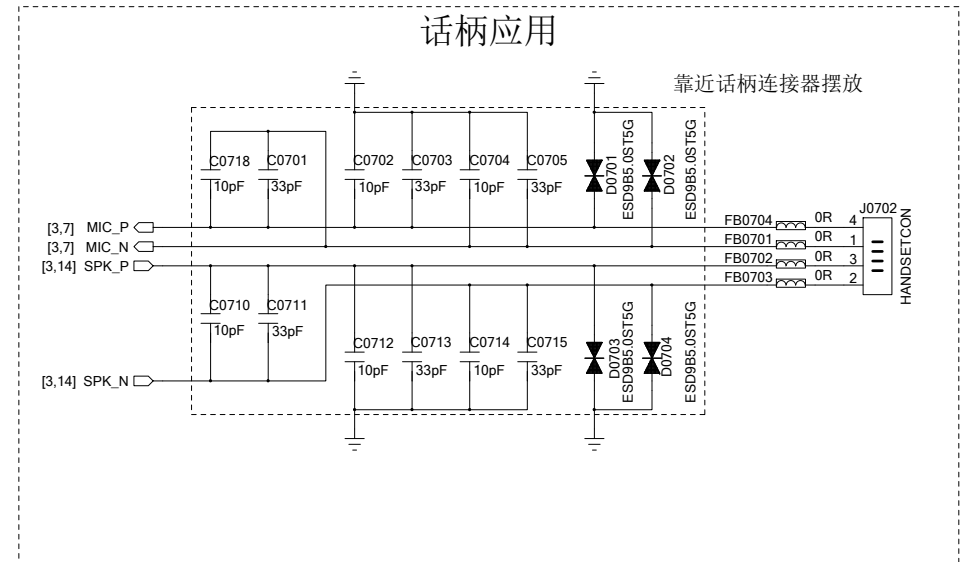 话柄应用
靠近话柄连接器摆放
C0718 C0701 C0702 C0703 C0704 C0705
10pF 33pF 10pF 33pF 10pF 33pF
D0701
ESD9B5.0ST5G
D0702
ESD9B5.0ST5G
[3,7] MIC_P
[3,7] MIC_N
[3,14] SPK_P
FB0704 0R 4
FB0701 0R 1
FB0702 0R 3
FB0703 0R 2
J0702
HANDSETCON
C0710 C0711
10pF 33pF
C0712 C0713 C0714 C0715
10pF 33pF 10pF 33pF
D0703
ESD9B5.0ST5G
D0704
ESD9B5.0ST5G
[3,14] SPK_N